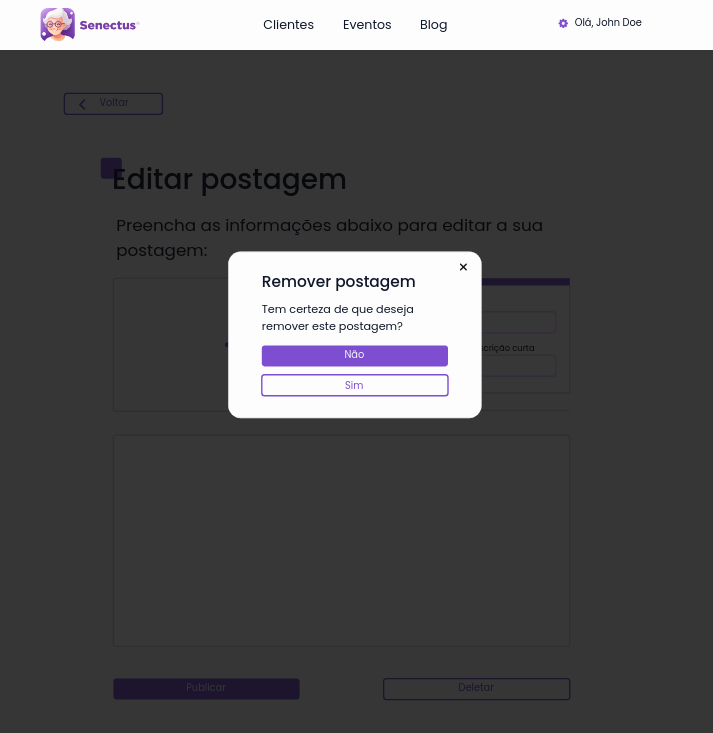 Senectus
Clientes
Eventos
Blog
Olá, John Doe
Voltar
Editar postagem
Preencha as informações abaixo para editar a sua
postagem:
Remover postagem
Tem certeza de que deseja
remover este postagem?
Não
Sim
crição curta
Publicar
Deletar